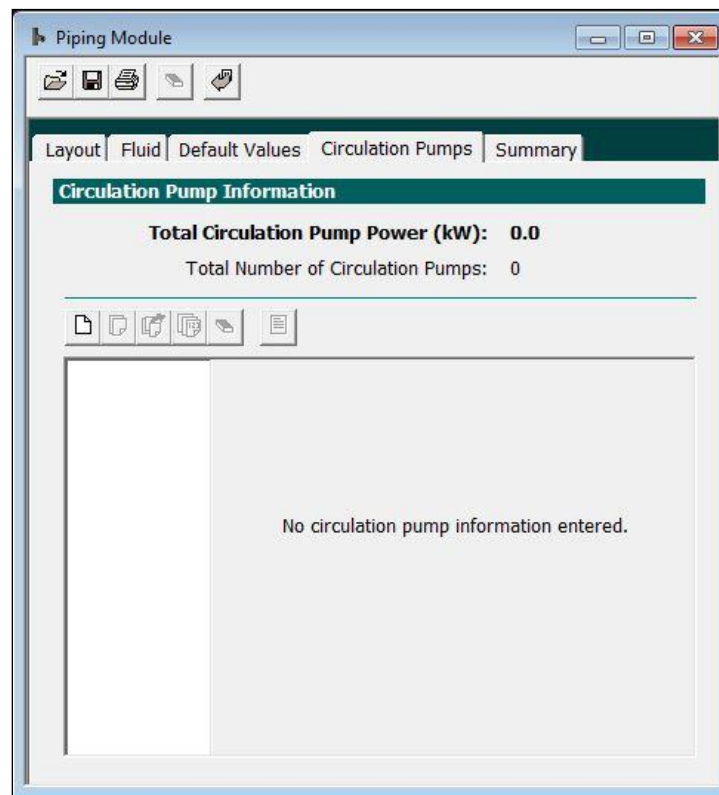 Piping Module
Layout Fluid Default Values Circulation Pumps Summary
Circulation Pump Information
Total Circulation Pump Power (kW): 0.0
Total Number of Circulation Pumps: 0
No circulation pump information entered.